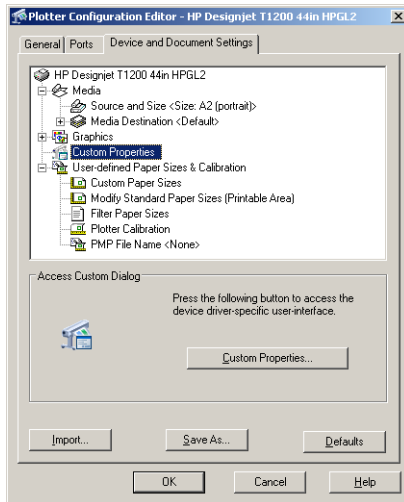 Plotter Configuration Editor - HP Designjet T1200 44in HPGL2
General Ports Device and Document Settings
HP Designjet T1200 44in HPGL2
Media
Source and Size <Size: A2 (portrait)>
Media Destination <Default>
Graphics
Custom Properties
User-defined Paper Sizes & Calibration
Custom Paper Sizes
Modify Standard Paper Sizes (Printable Area)
Filter Paper Sizes
Plotter Calibration
PMP File Name <None>
Access Custom Dialog
Press the following button to access the
device driver-specific user-interface.
Custom Properties...
Import... Save As... Defaults
OK Cancel Help